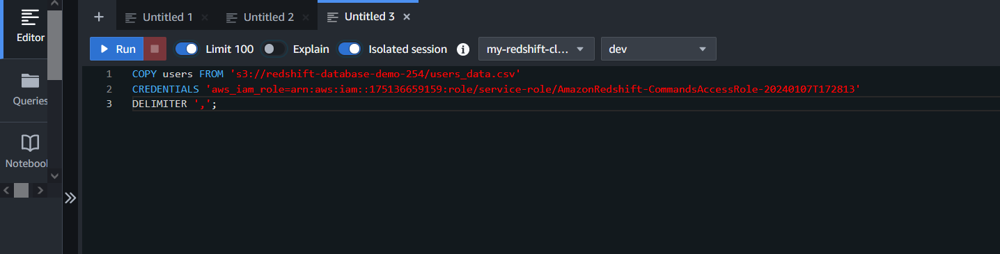 Editor
Queries
Noteboo
+ Untitled 1 × Untitled 2 × Untitled 3 ×
Run Limit 100 Explain Isolated session i my-redshift-cl... dev
1 COPY users FROM 's3://redshift-database-demo-254/users_data.csv'
2 CREDENTIALS 'aws_iam_role=arn:aws:iam::175136659159:role/service-role/AmazonRedshift-CommandsAccessRole-20240107T172813'
3 DELIMITER ',';